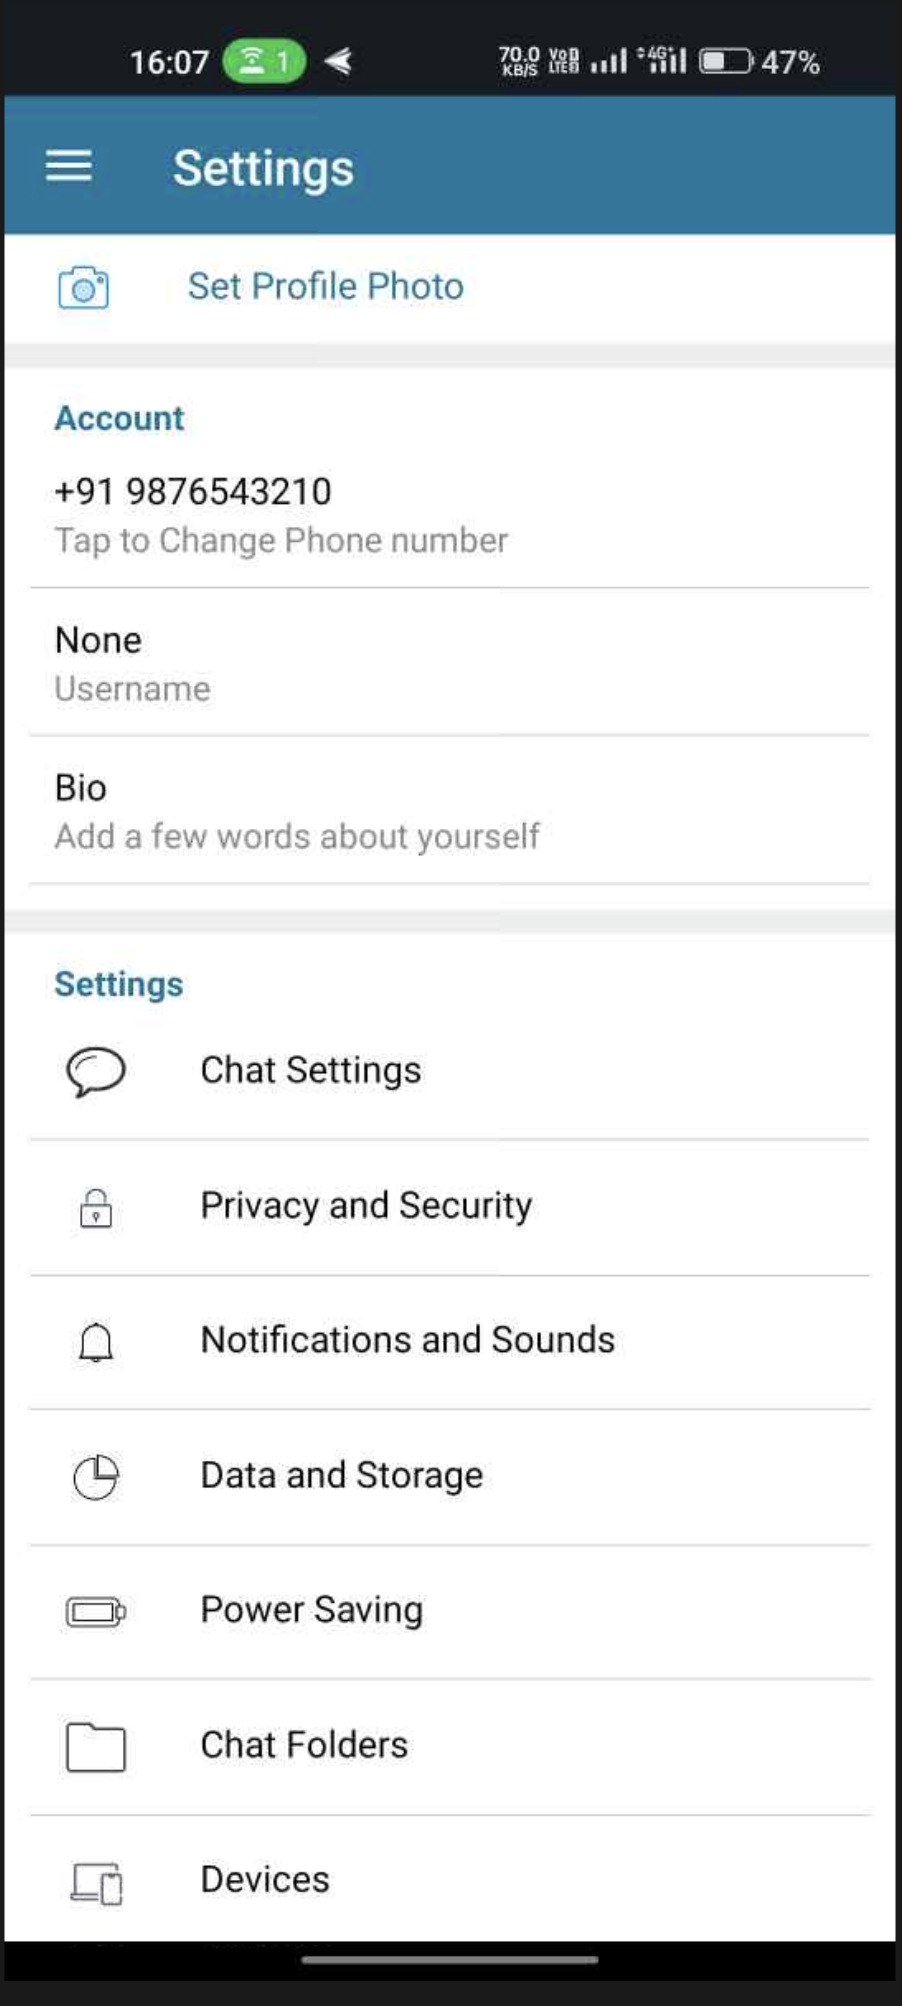 16:07 1 70.0 KB/S VoD LTE 4G 47%
Settings
Set Profile Photo
Account
+91 9876543210
Tap to Change Phone number
None
Username
Bio
Add a few words about yourself
Settings
Chat Settings
Privacy and Security
Notifications and Sounds
Data and Storage
Power Saving
Chat Folders
Devices